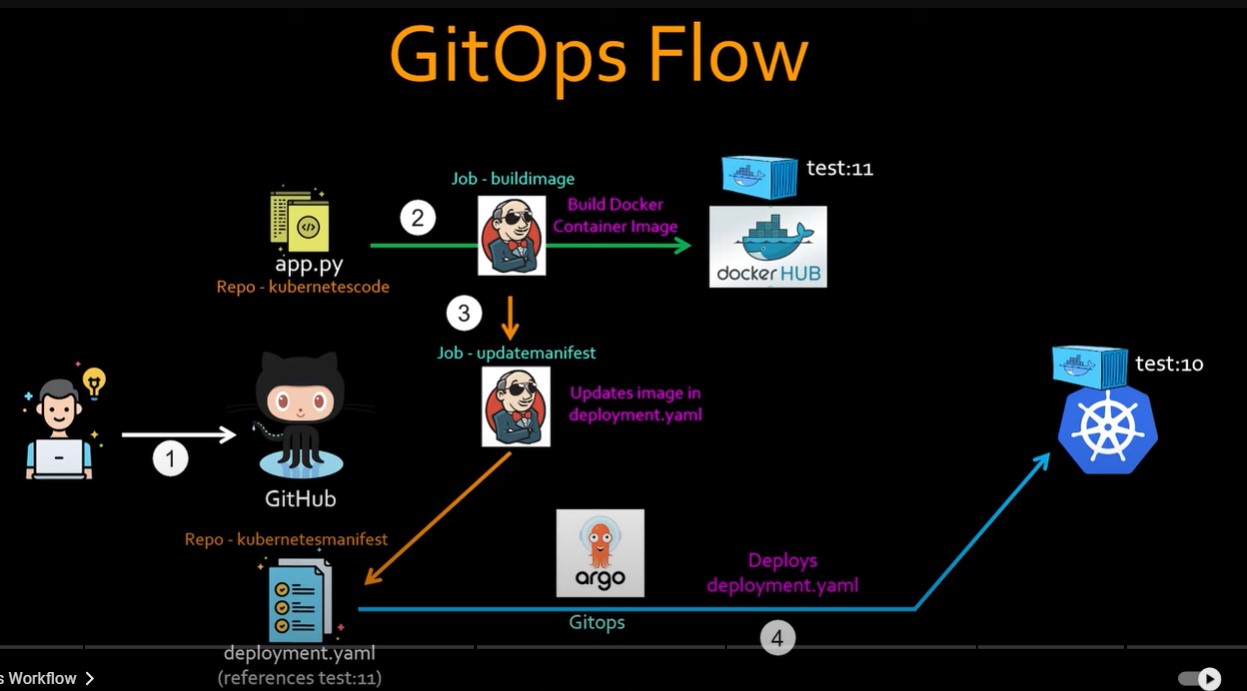 GitOps Flow
test:11
Job - buildimage
2
Build Docker
Container Image
docker HUB
app.py
Repo - kubernetescode
3
Job - updatemanifest
test:10
Updates image in
deployment.yaml
1
GitHub
Repo - kubernetesmanifest
argo
Deploys
deployment.yaml
Gitops
4
deployment.yaml
(references test:11)
s Workflow